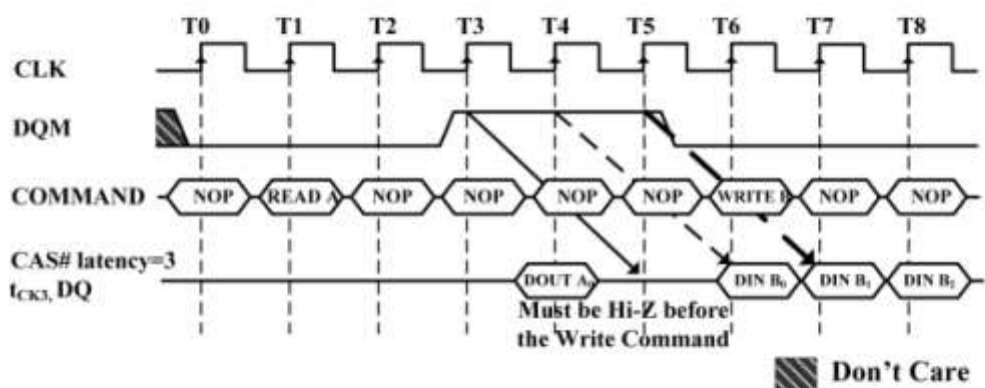 T0 T1 T2 T3 T4 T5 T6 T7 T8
CLK
DQM
COMMAND NOP READ A NOP NOP NOP NOP WRITE B NOP NOP
CAS# latency=3
tCK3, DQ DOUT A0 DIN B0 DIN B1 DIN B2
Must be Hi-Z before
the Write Command
Don't Care